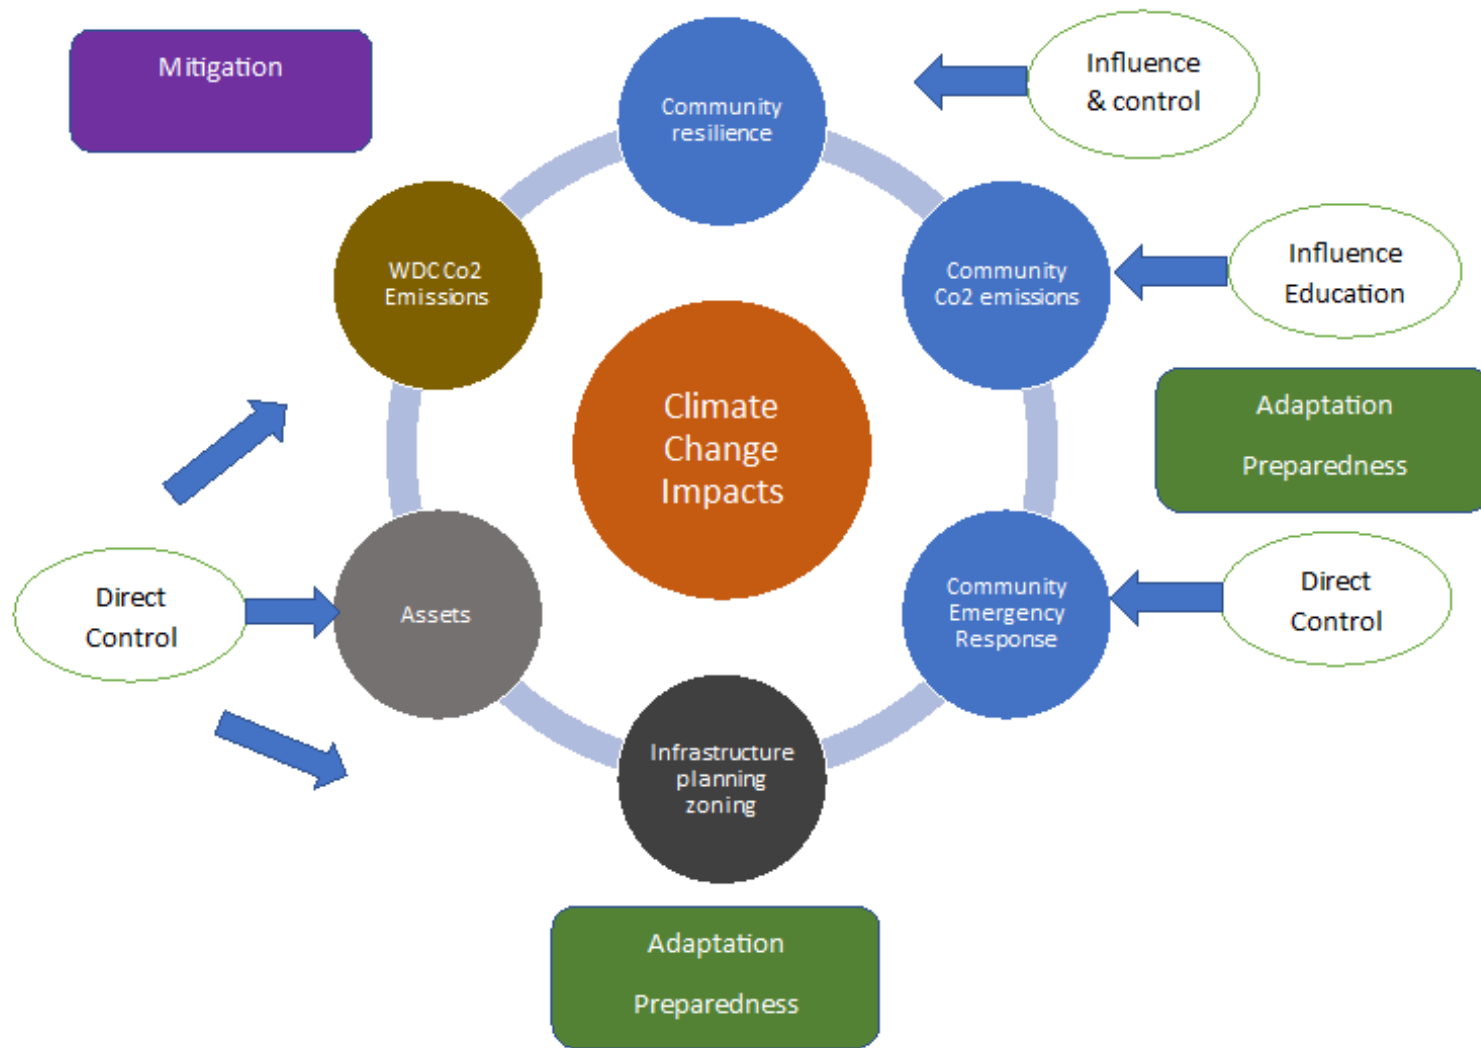 Mitigation
Community
resilience
Influence
& control
WDC Co2
Emissions
Community
Co2 emissions
Influence
Education
Climate
Change
Impacts
Adaptation
Preparedness
Direct
Control
Assets
Community
Emergency
Response
Direct
Control
Infrastructure
planning
zoning
Adaptation
Preparedness